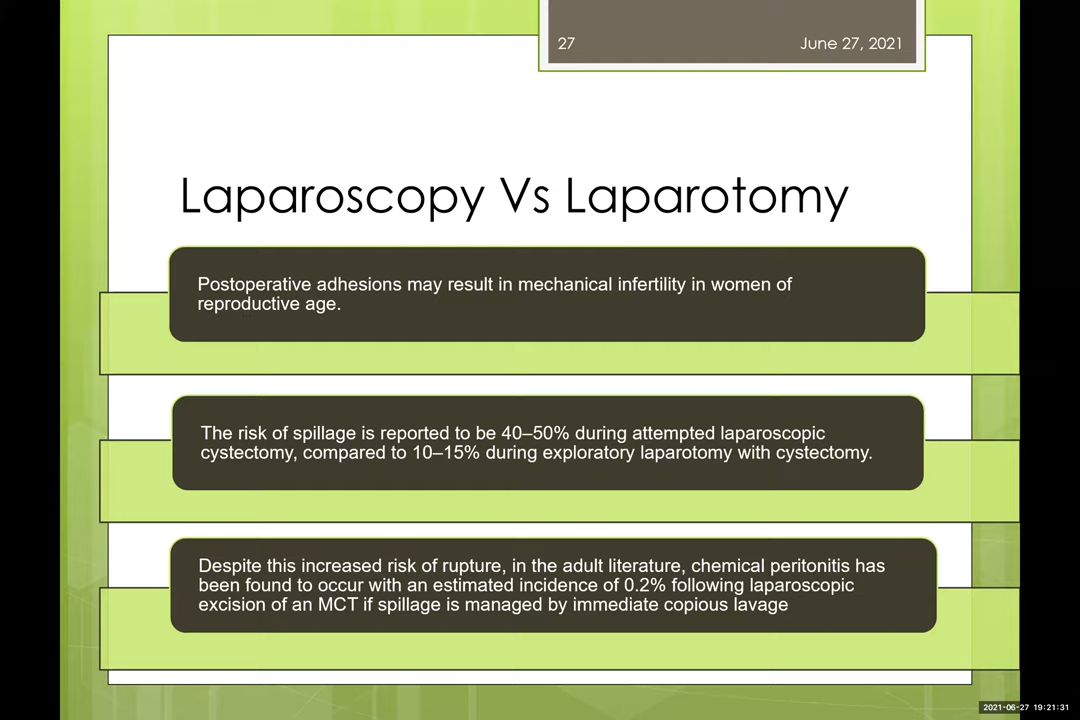 27
June 27, 2021
Laparoscopy Vs Laparotomy
Postoperative adhesions may result in mechanical infertility in women of
reproductive age.
The risk of spillage is reported to be 40–50% during attempted laparoscopic
cystectomy, compared to 10–15% during exploratory laparotomy with cystectomy.
Despite this increased risk of rupture, in the adult literature, chemical peritonitis has
been found to occur with an estimated incidence of 0.2% following laparoscopic
excision of an MCT if spillage is managed by immediate copious lavage
2021-06-27 19:21:31